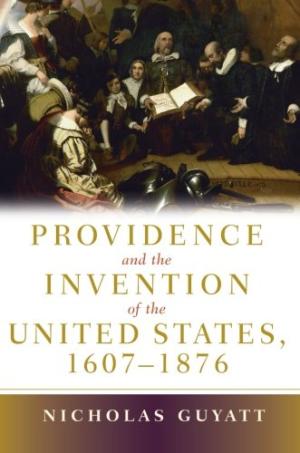 PROVIDENCE
and the
INVENTION
of the
UNITED STATES,
1607–1876
NICHOLAS GUYATT